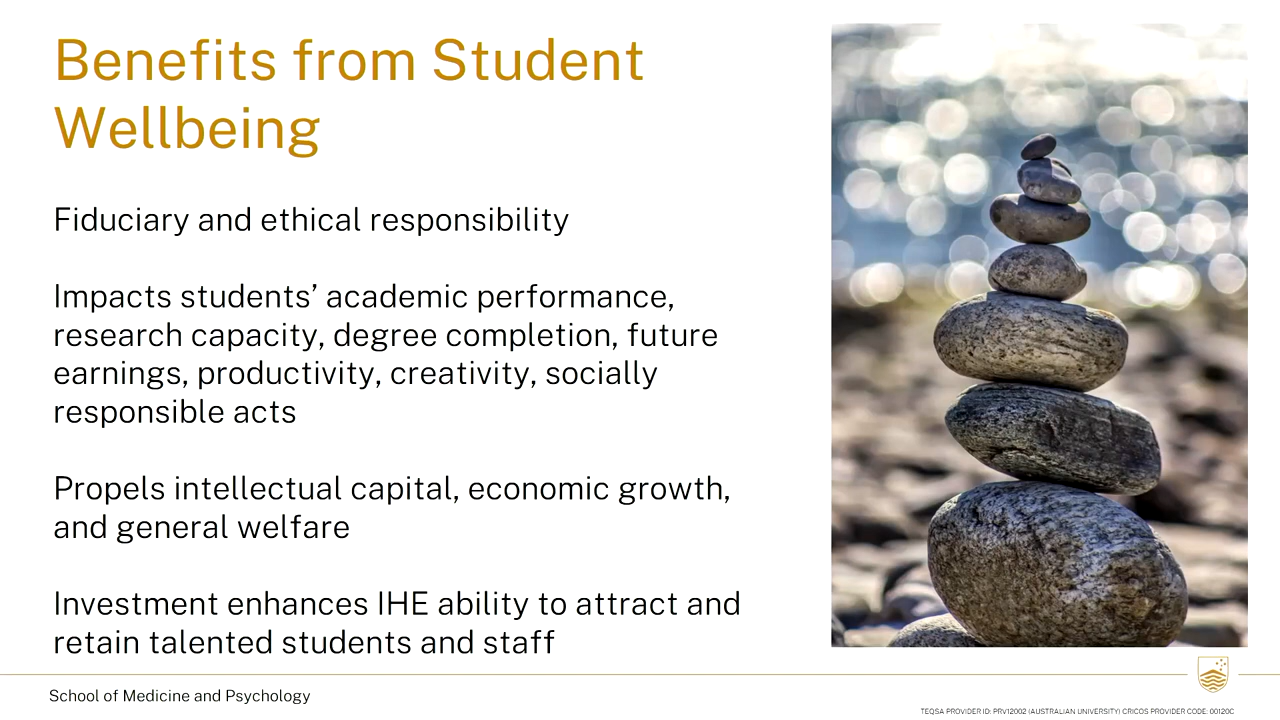 Benefits from Student
Wellbeing
Fiduciary and ethical responsibility
Impacts students’ academic performance,
research capacity, degree completion, future
earnings, productivity, creativity, socially
responsible acts
Propels intellectual capital, economic growth,
and general welfare
Investment enhances IHE ability to attract and
retain talented students and staff
School of Medicine and Psychology
TEQSA PROVIDER ID: PRV12002 (AUSTRALIAN UNIVERSITY) CRICOS PROVIDER CODE: 00120C